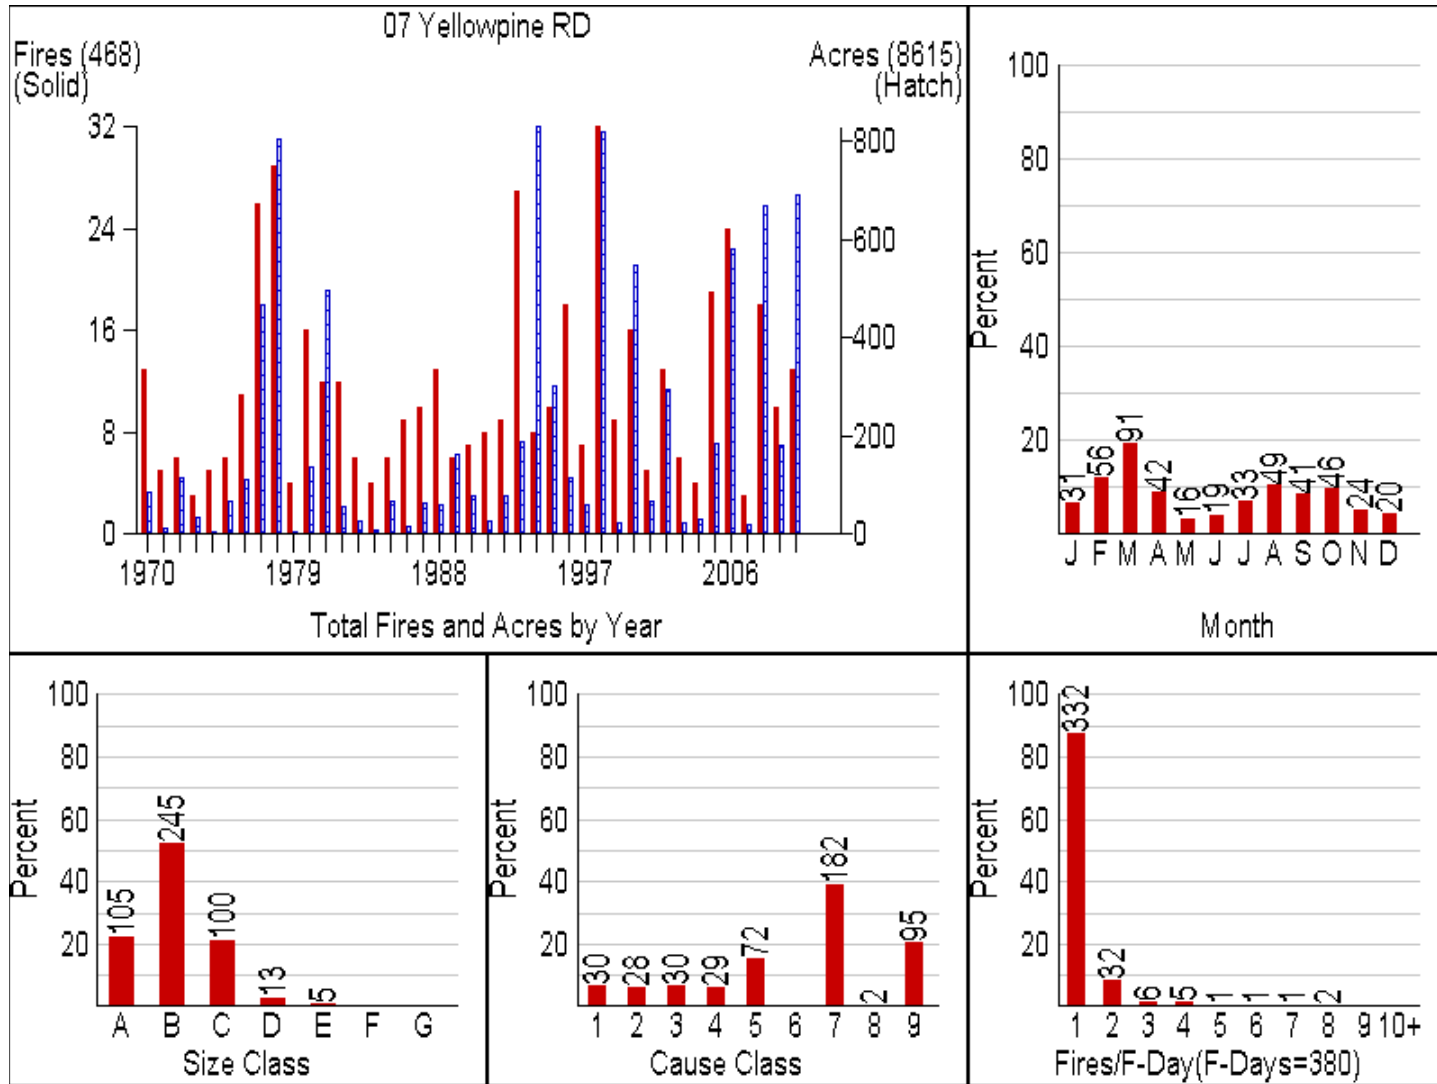 07 Yellowpine RD
Fires (468)
(Solid)
Acres (8615)
(Hatch)
32
24
16
8
0
800
600
400
200
0
1970 1979 1988 1997 2006
Total Fires and Acres by Year
100
80
60
40
20
Percent
31 56 91 42 16 19 33 49 41 46 24 20
J F M A M J J A S O N D
Month
100
80
60
40
20
Percent
105 245 100 13 5
A B C D E F G
Size Class
100
80
60
40
20
Percent
30 28 30 29 72 182 2 95
1 2 3 4 5 6 7 8 9
Cause Class
100
80
60
40
20
Percent
332 32 6 5 1 1 1 2
1 2 3 4 5 6 7 8 9 10+
Fires/F-Day(F-Days=380)